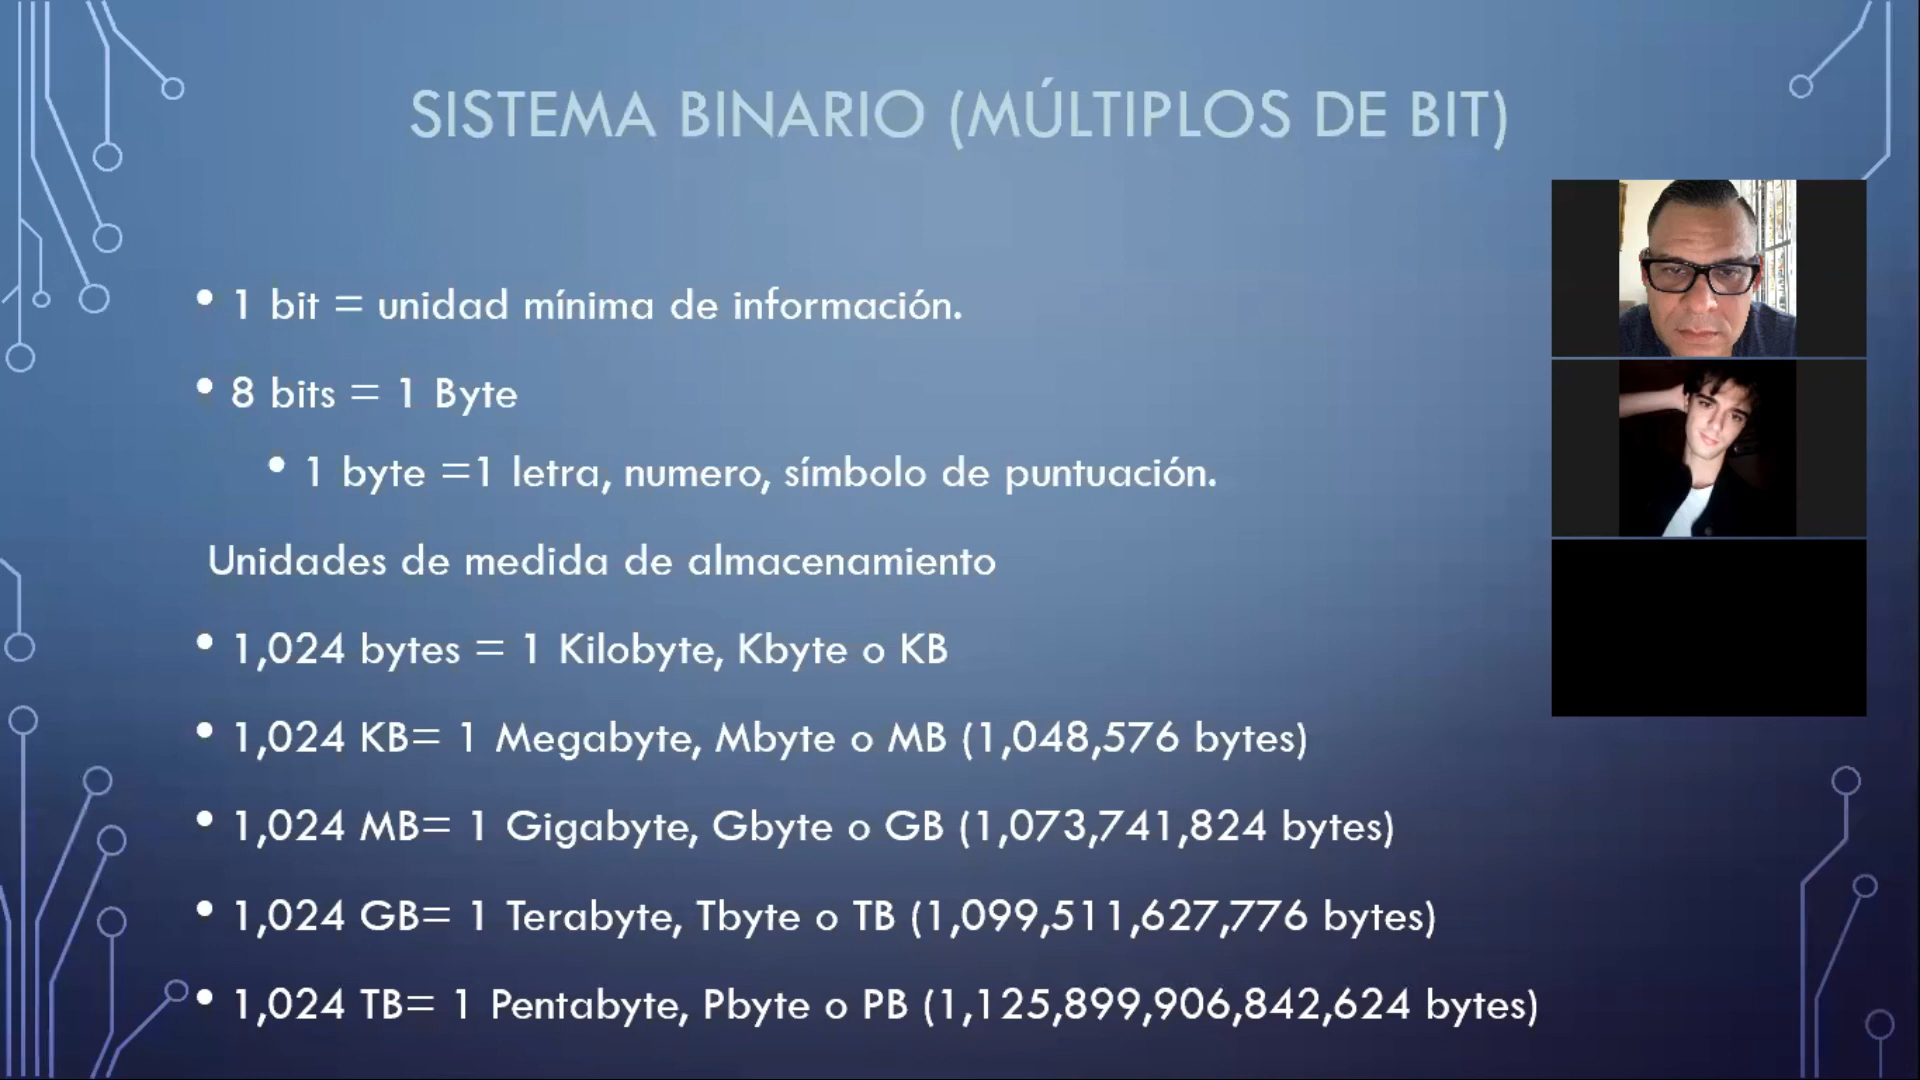 SISTEMA BINARIO (MÚLTIPLOS DE BIT)
• 1 bit = unidad mínima de información.
• 8 bits = 1 Byte
• 1 byte =1 letra, numero, símbolo de puntuación.
Unidades de medida de almacenamiento
• 1,024 bytes = 1 Kilobyte, Kbyte o KB
• 1,024 KB= 1 Megabyte, Mbyte o MB (1,048,576 bytes)
• 1,024 MB= 1 Gigabyte, Gbyte o GB (1,073,741,824 bytes)
• 1,024 GB= 1 Terabyte, Tbyte o TB (1,099,511,627,776 bytes)
• 1,024 TB= 1 Pentabyte, Pbyte o PB (1,125,899,906,842,624 bytes)